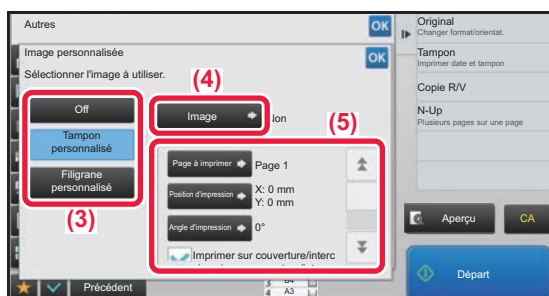 Autres
OK
Image personnalisée
OK
Sélectionner l'image à utiliser.
(4)
Off
Image
(5)
Tampon
personnalisé
Page à imprimer
Page 1
Filigrane
personnalisé
Position d'impression
X: 0 mm
Y: 0 mm
(3)
Angle d'impression
0°
Imprimer sur couverture/interc
Précédent
B4
4
A3
Original
Changer format/orientat.
Tampon
Imprimer date et tampon
Copie R/V
N-Up
Plusieurs pages sur une page
Aperçu
CA
Départ